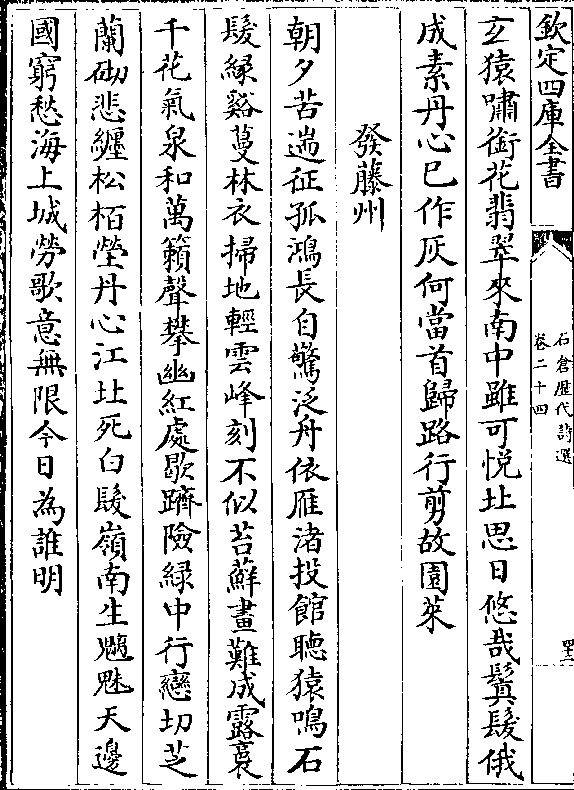 欽定四庫全書
石倉歴代詩選
卷二十四
四十二
玄猿嘯銜花翡翠來南中雖可悦北思日悠哉鬒髮俄
成素丹心已作灰何當首歸路行剪故園萊
發藤州
朝夕苦遄征孤鴻長自驚泛舟依雁渚投館聽猿鳴石
髮緑谿蔓林衣掃地輕雲峰刻不似苔蘚畫難成露裛
千花氣泉和萬籟聲攀幽紅處歇躋險緑中行戀切芝
蘭砌悲纏松栢塋丹心江北死白髮嶺南生魑魅天邊
國窮愁海上城勞歌意無限今日為誰明